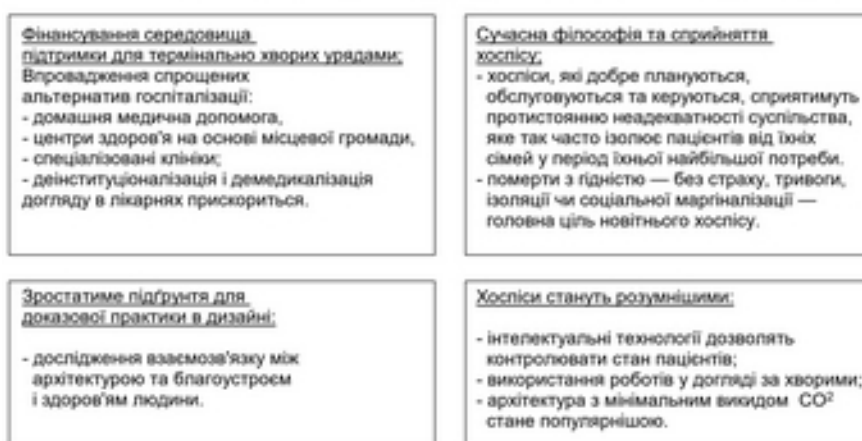 Фінансування середовища
підтримки для термінально хворих урядами;
Впровадження спрощених
альтернатив госпіталізації:
- домашня медична допомога,
- центри здоров'я на основі місцевої громади,
- спеціалізовані клініки;
- деінституціоналізація і демедикалізація
догляду в лікарнях прискориться.
Сучасна філософія та сприйняття
хоспісу;
- хоспіси, які добре плануються,
обслуговуються та керуються, сприятимуть
протистоянню неадекватності суспільства,
яке так часто ізолює пацієнтів від їхніх
сімей у період їхньої найбільшої потреби.
- померти з гідністю — без страху, тривоги,
ізоляції чи соціальної маргіналізації —
головна ціль новітнього хоспісу.
Зростатиме підґрунтя для
доказової практики в дизайні:
- дослідження взаємозв'язку між
архітектурою та благоустроєм
і здоров'ям людини.
Хоспіси стануть розумнішими:
- інтелектуальні технології дозволять
контролювати стан пацієнтів;
- використання роботів у догляді за хворими;
- архітектура з мінімальним викидом CO²
стане популярнішою.